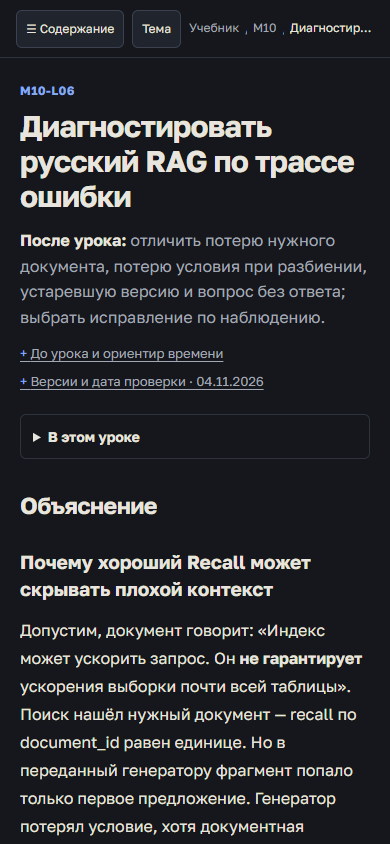 ☰ Содержание Тема Учебник , M10 , Диагностир...
M10-L06
Диагностировать
русский RAG по трассе
ошибки
После урока: отличить потерю нужного
документа, потерю условия при разбиении,
устаревшую версию и вопрос без ответа;
выбрать исправление по наблюдению.
+ До урока и ориентир времени
+ Версии и дата проверки · 04.11.2026
▶ В этом уроке
Объяснение
Почему хороший Recall может
скрывать плохой контекст
Допустим, документ говорит: «Индекс
может ускорить запрос. Он не гарантирует
ускорения выборки почти всей таблицы».
Поиск нашёл нужный документ — recall по
document_id равен единице. Но в
переданный генератору фрагмент попало
только первое предложение. Генератор
потерял условие, хотя документная